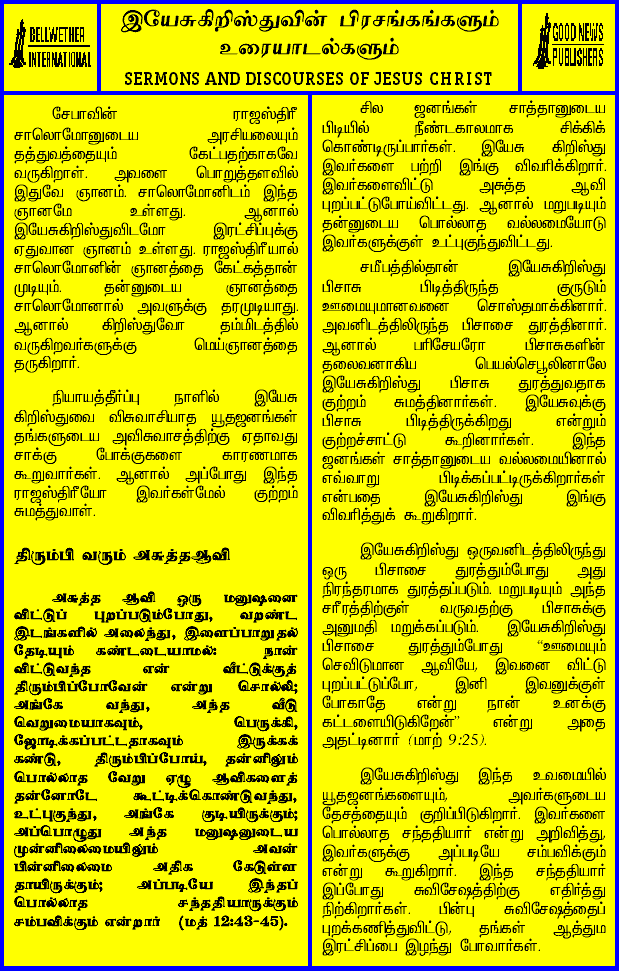 BELLWETHER
INTERNATIONAL
இயேசுகிறிஸ்துவின் பிரசங்கங்களும்
உரையாடல்களும்
SERMONS AND DISCOURSES OF JESUS CHRIST
GOOD NEWS
PUBLISHERS
சேபாவின் ராஜஸ்திரீ
சாலொமோனுடைய அரசியலையும்
தத்துவத்தையும் கேட்பதற்காகவே
வருகிறாள். அவளை பொறுத்தளவில்
இதுவே ஞானம். சாலொமோனிடம் இந்த
ஞானமே உள்ளது. ஆனால்
இயேசுகிறிஸ்துவிடமோ இரட்சிப்புக்கு
ஏதுவான ஞானம் உள்ளது. ராஜஸ்திரீயால்
சாலொமோனின் ஞானத்தை கேட்கத்தான்
முடியும். தன்னுடைய ஞானத்தை
சாலொமோனால் அவளுக்கு தரமுடியாது.
ஆனால் கிறிஸ்துவோ தம்மிடத்தில்
வருகிறவர்களுக்கு மெய்ஞானத்தை
தருகிறார்.
நியாயத்தீர்ப்பு நாளில் இயேசு
கிறிஸ்துவை விசுவாசியாத யூதஜனங்கள்
தங்களுடைய அவிசுவாசத்திற்கு ஏதாவது
சாக்கு போக்குகளை காரணமாக
கூறுவார்கள். ஆனால் அப்போது இந்த
ராஜஸ்திரீயோ இவர்கள்மேல் குற்றம்
சுமத்துவாள்.
திரும்பி வரும் அசுத்தஆவி
அசுத்த ஆவி ஒரு மனுஷனை
விட்டுப் புறப்படும்போது, வறண்ட
இடங்களில் அலைந்து, இளைப்பாறுதல்
தேடியும் கண்டடையாமல்: நான்
விட்டுவந்த என் வீட்டுக்குத்
திரும்பிப்போவேன் என்று சொல்லி;
அங்கே வந்து, அந்த வீடு
வெறுமையாகவும், பெருக்கி,
ஜோடிக்கப்பட்டதாகவும் இருக்கக்
கண்டு, திரும்பிப்போய், தன்னிலும்
பொல்லாத வேறு ஏழு ஆவிகளைத்
தன்னோடே கூட்டிக்கொண்டுவந்து,
உட்புகுந்து, அங்கே குடியிருக்கும்;
அப்பொழுது அந்த மனுஷனுடைய
முன்னிலைமையிலும் அவன்
பின்னிலைமை அதிக கேடுள்ள
தாயிருக்கும்; அப்படியே இந்தப்
பொல்லாத சந்ததியாருக்கும்
சம்பவிக்கும் என்றார் (மத் 12:43-45).
சில ஜனங்கள் சாத்தானுடைய
பிடியில் நீண்டகாலமாக சிக்கிக்
கொண்டிருப்பார்கள். இயேசு கிறிஸ்து
இவர்களை பற்றி இங்கு விவரிக்கிறார்.
இவர்களைவிட்டு அசுத்த ஆவி
புறப்பட்டுபோய்விட்டது. ஆனால் மறுபடியும்
தன்னுடைய பொல்லாத வல்லமையோடு
இவர்களுக்குள் உட்புகுந்துவிட்டது.
சமீபத்தில்தான் இயேசுகிறிஸ்து
பிசாசு பிடித்திருந்த குருடும்
ஊமையுமானவனை சொஸ்தமாக்கினார்.
அவனிடத்திலிருந்த பிசாசை துரத்தினார்.
ஆனால் பரிசேயரோ பிசாசுகளின்
தலைவனாகிய பெயல்செபூலினாலே
இயேசுகிறிஸ்து பிசாசு துரத்துவதாக
குற்றம் சுமத்தினார்கள். இயேசுவுக்கு
பிசாசு பிடித்திருக்கிறது என்றும்
குற்றச்சாட்டு கூறினார்கள். இந்த
ஜனங்கள் சாத்தானுடைய வல்லமையினால்
எவ்வாறு பிடிக்கப்பட்டிருக்கிறார்கள்
என்பதை இயேசுகிறிஸ்து இங்கு
விவரித்துக் கூறுகிறார்.
இயேசுகிறிஸ்து ஒருவனிடத்திலிருந்து
ஒரு பிசாசை துரத்தும்போது அது
நிரந்தரமாக துரத்தப்படும். மறுபடியும் அந்த
சரீரத்திற்குள் வருவதற்கு பிசாசுக்கு
அனுமதி மறுக்கப்படும். இயேசுகிறிஸ்து
பிசாசை துரத்தும்போது “ஊமையும்
செவிடுமான ஆவியே, இவனை விட்டு
புறப்பட்டுப்போ, இனி இவனுக்குள்
போகாதே என்று நான் உனக்கு
கட்டளையிடுகிறேன்” என்று அதை
அதட்டினார் (மாற் 9:25).
இயேசுகிறிஸ்து இந்த உவமையில்
யூதஜனங்களையும், அவர்களுடைய
தேசத்தையும் குறிப்பிடுகிறார். இவர்களை
பொல்லாத சந்ததியார் என்று அறிவித்து,
இவர்களுக்கு அப்படியே சம்பவிக்கும்
என்று கூறுகிறார். இந்த சந்ததியார்
இப்போது சுவிசேஷத்திற்கு எதிர்த்து
நிற்கிறார்கள். பின்பு சுவிசேஷத்தைப்
புறக்கணித்துவிட்டு, தங்கள் ஆத்தும
இரட்சிப்பை இழந்து போவார்கள்.